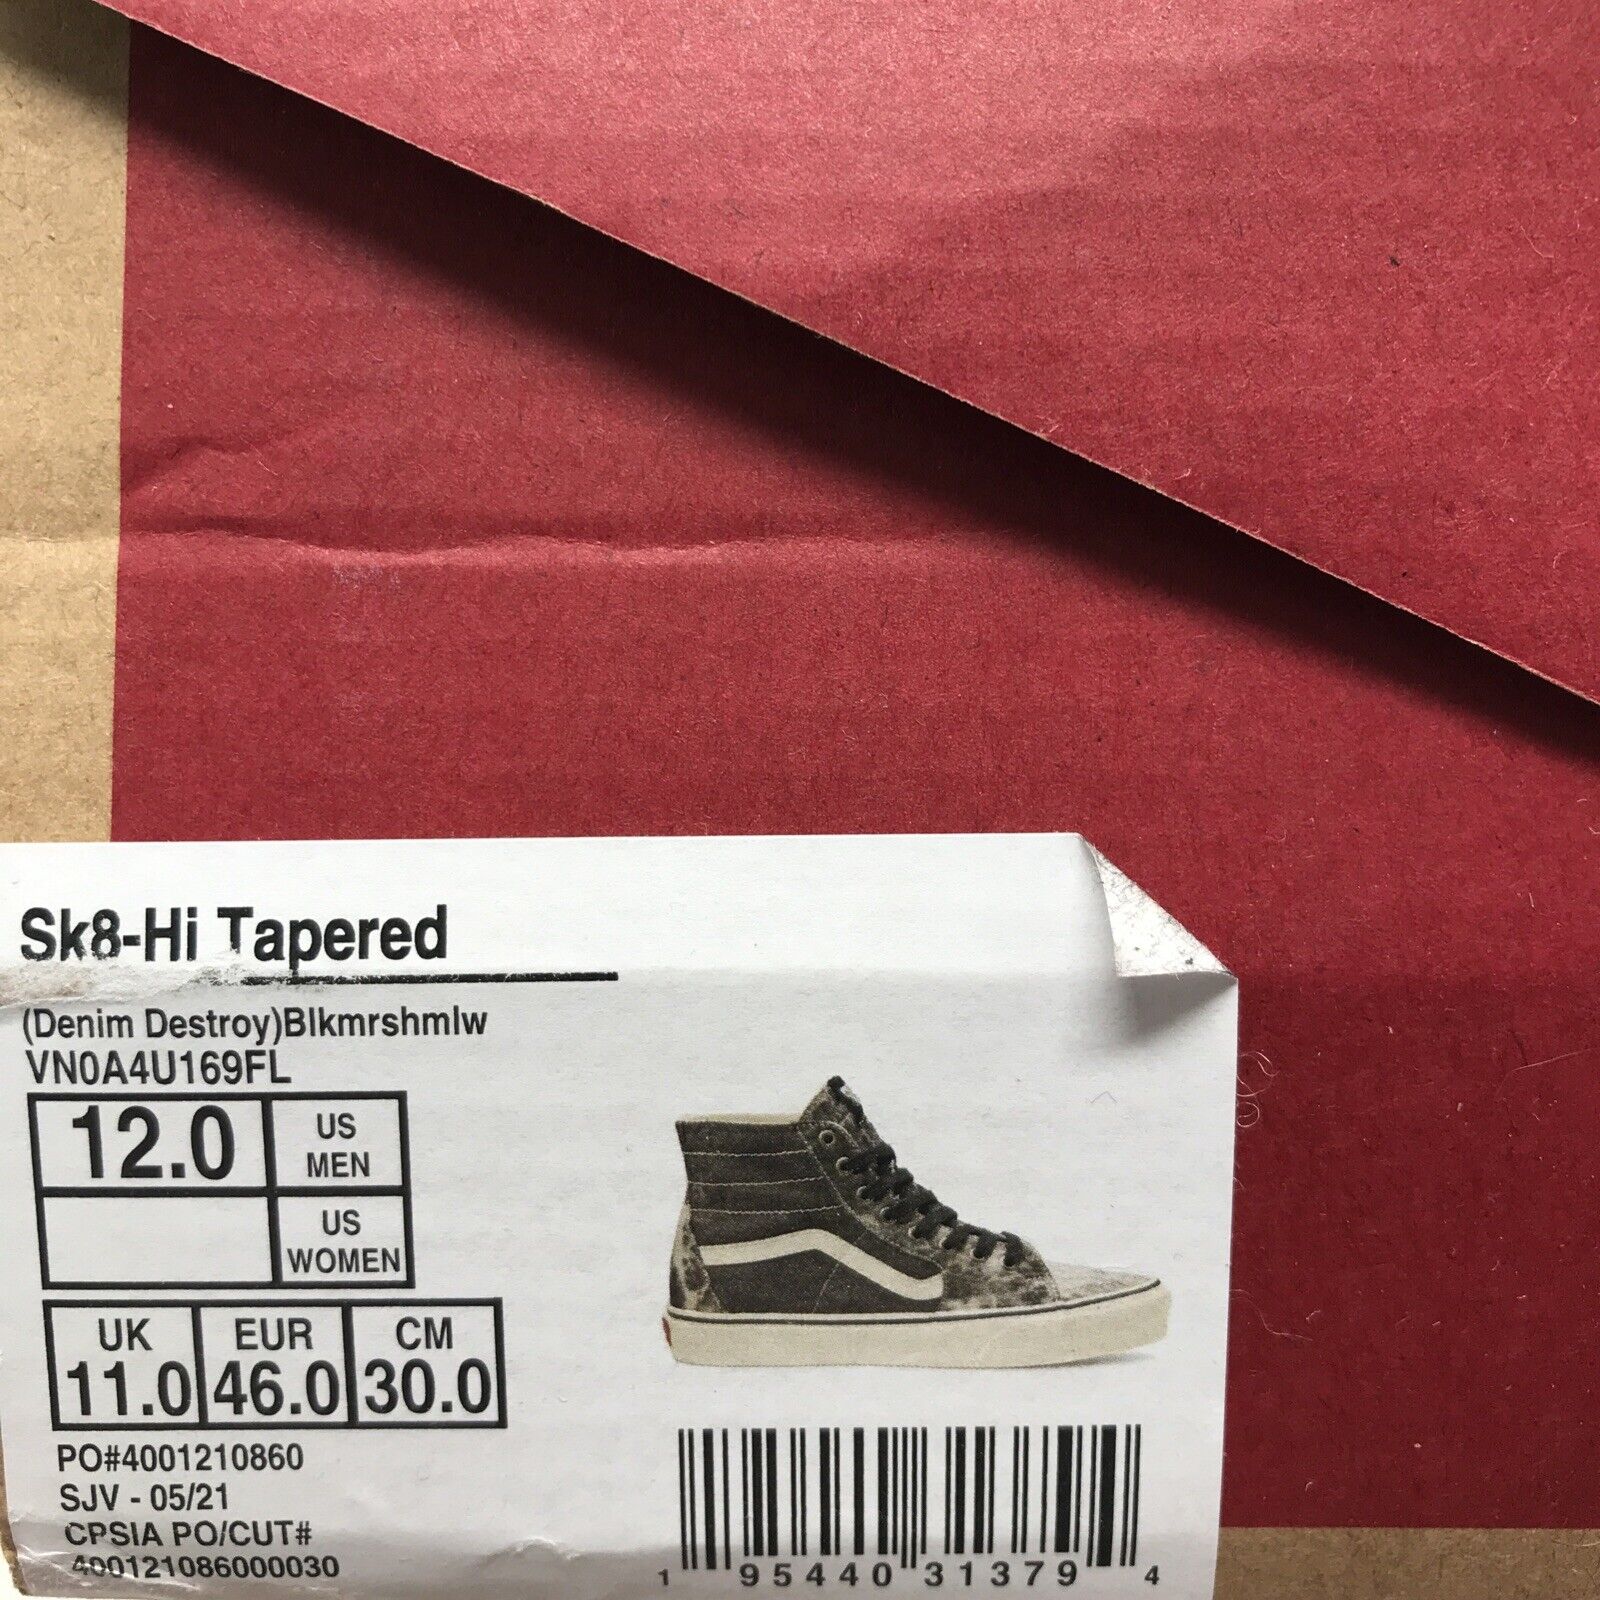 Sk8-Hi Tapered
(Denim Destroy)Blkmrshmlw
VN0A4U169FL
12.0 US MEN
US WOMEN
UK EUR CM
11.0 46.0 30.0
PO#4001210860
SJV - 05/21
CPSIA PO/CUT#
400121086000030
1 95440 31379 4